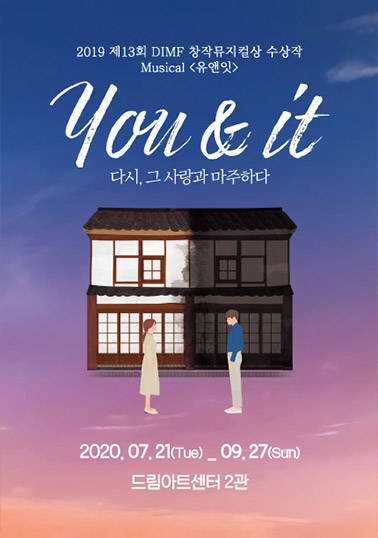 2019 제13회 DIMF 창작뮤지컬상 수상작
Musical <유앤잇>
You & it
다시, 그 사랑과 마주하다
2020. 07. 21(Tue) _ 09. 27(Sun)
드림아트센터 2관